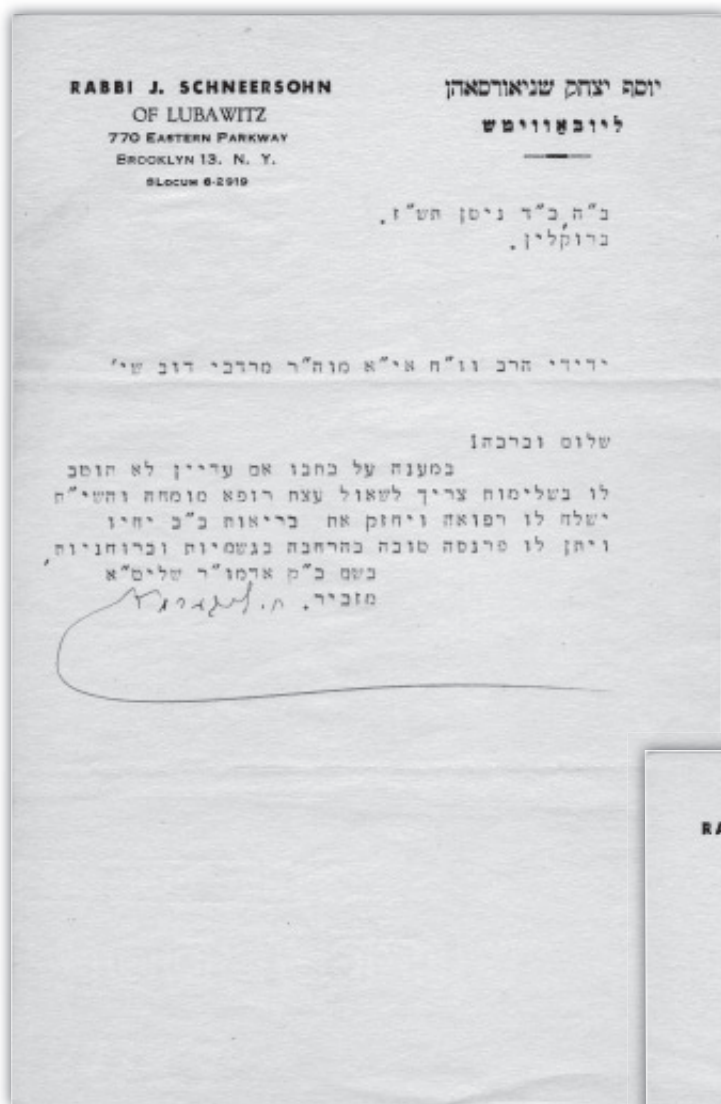 RABBI J. SCHNEERSOHN
OF LUBAWITZ
770 EASTERN PARKWAY
BROOKLYN 13. N. Y.
SLOCUM 6-2919
יוסף יצחק שניאורסאהן
ליובאַוויטש
ב"ה, כ"ד ניסן תש"ז.
ברוקלין.
ידידי הרב וו"ח אי"א מוה"ר מרדכי דוב שי'
שלום וברכה!
במענה על כתבו אם עדיין לא הוטב
לו בשלימות צריך לשאול עצת רופא מומחה והשי"ת
ישלח לו רפואה ויחזק את בריאות ב"ב יחיו
ויתן לו פרנסה טובה בהרחבה בגשמיות וברוחניות,
בשם כ"ק אדמו"ר שליט"א
מזכיר.
RA